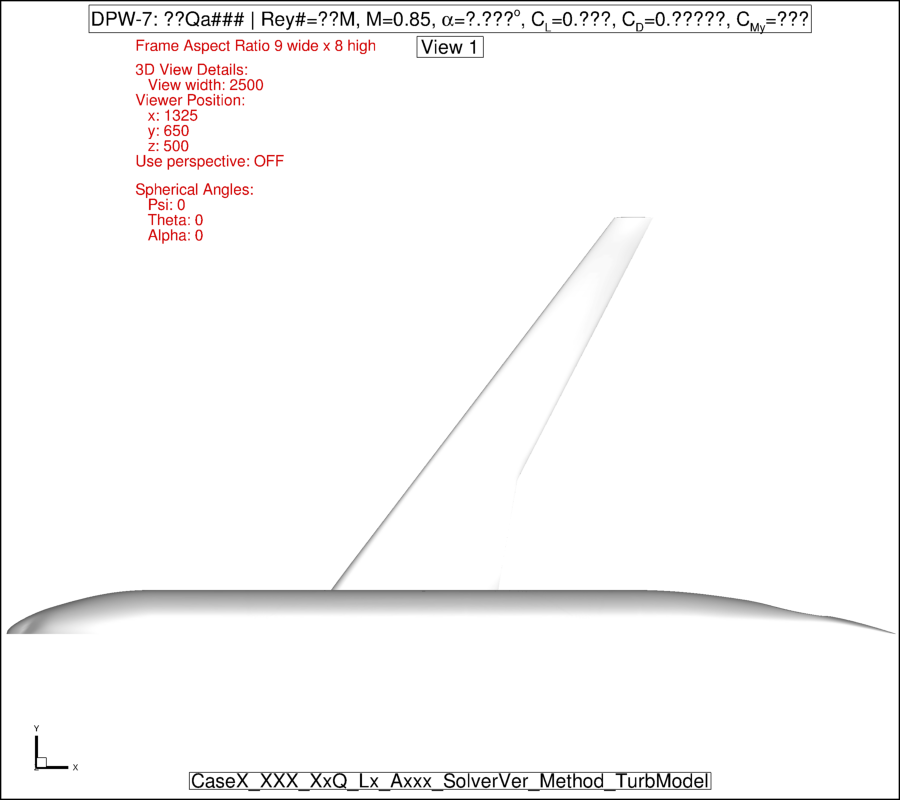 DPW-7: ??Qa### | Rey#=??M, M=0.85, α=?.???°, CL=0.???, CD=0.?????, CMy=???
Frame Aspect Ratio 9 wide x 8 high
View 1
3D View Details:
View width: 2500
Viewer Position:
x: 1325
y: 650
z: 500
Use perspective: OFF
Spherical Angles:
Psi: 0
Theta: 0
Alpha: 0
Y
X
CaseX_XXX_XxQ_Lx_Axxx_SolverVer_Method_TurbModel